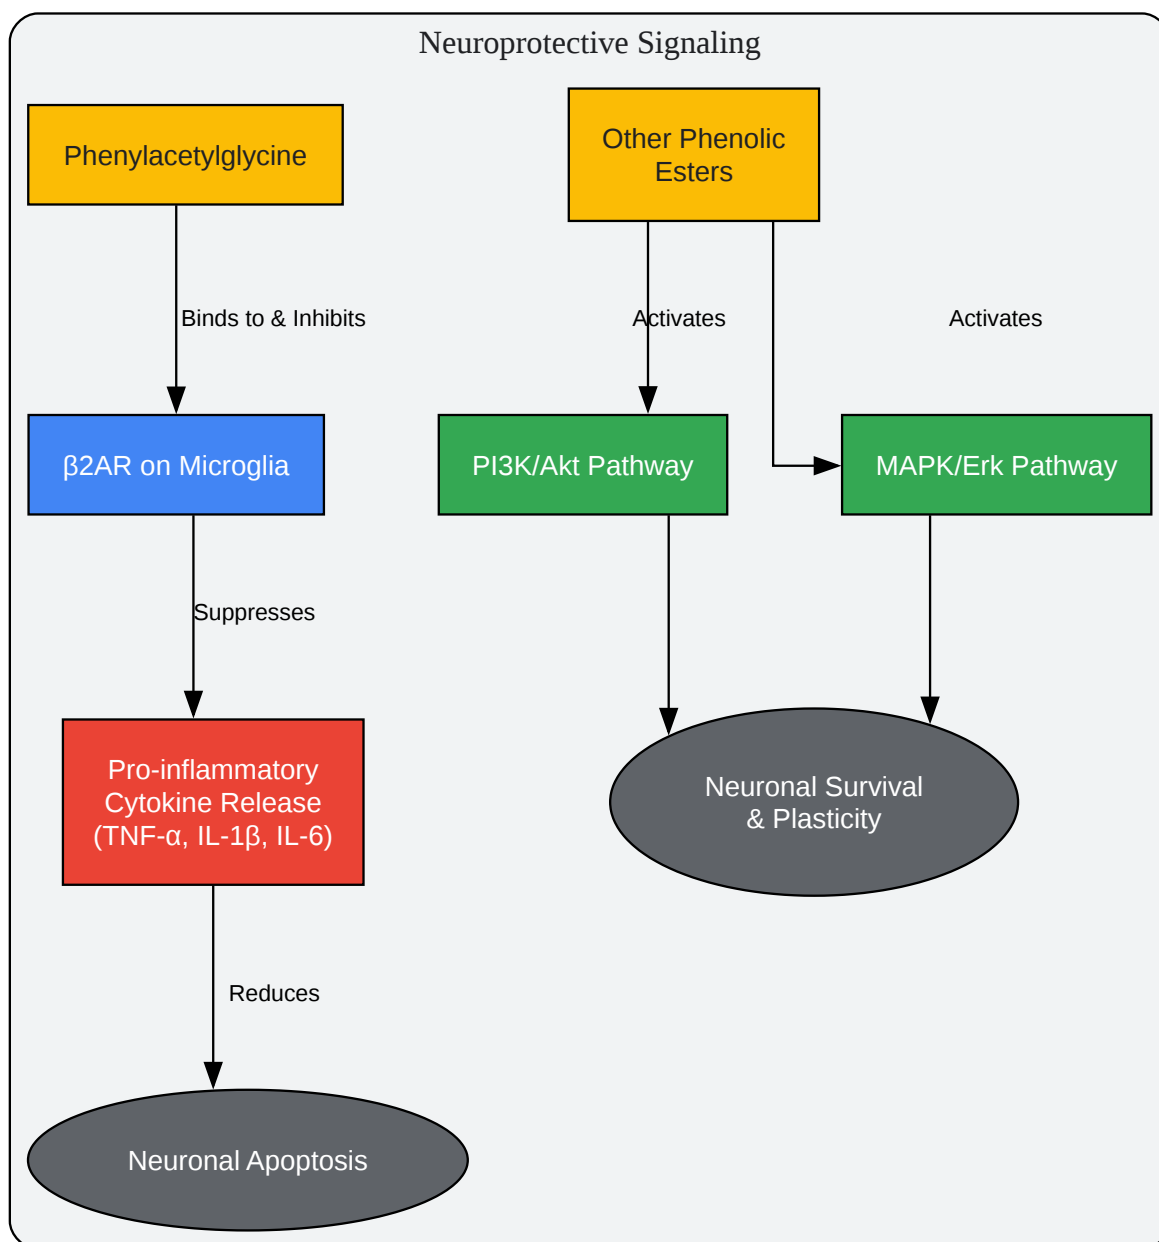 Neuroprotective Signaling
Phenylacetylglycine
Other Phenolic
Esters
Binds to & Inhibits
Activates
Activates
β2AR on Microglia
PI3K/Akt Pathway
MAPK/Erk Pathway
Suppresses
Pro-inflammatory
Cytokine Release
(TNF-α, IL-1β, IL-6)
Neuronal Survival
& Plasticity
Reduces
Neuronal Apoptosis